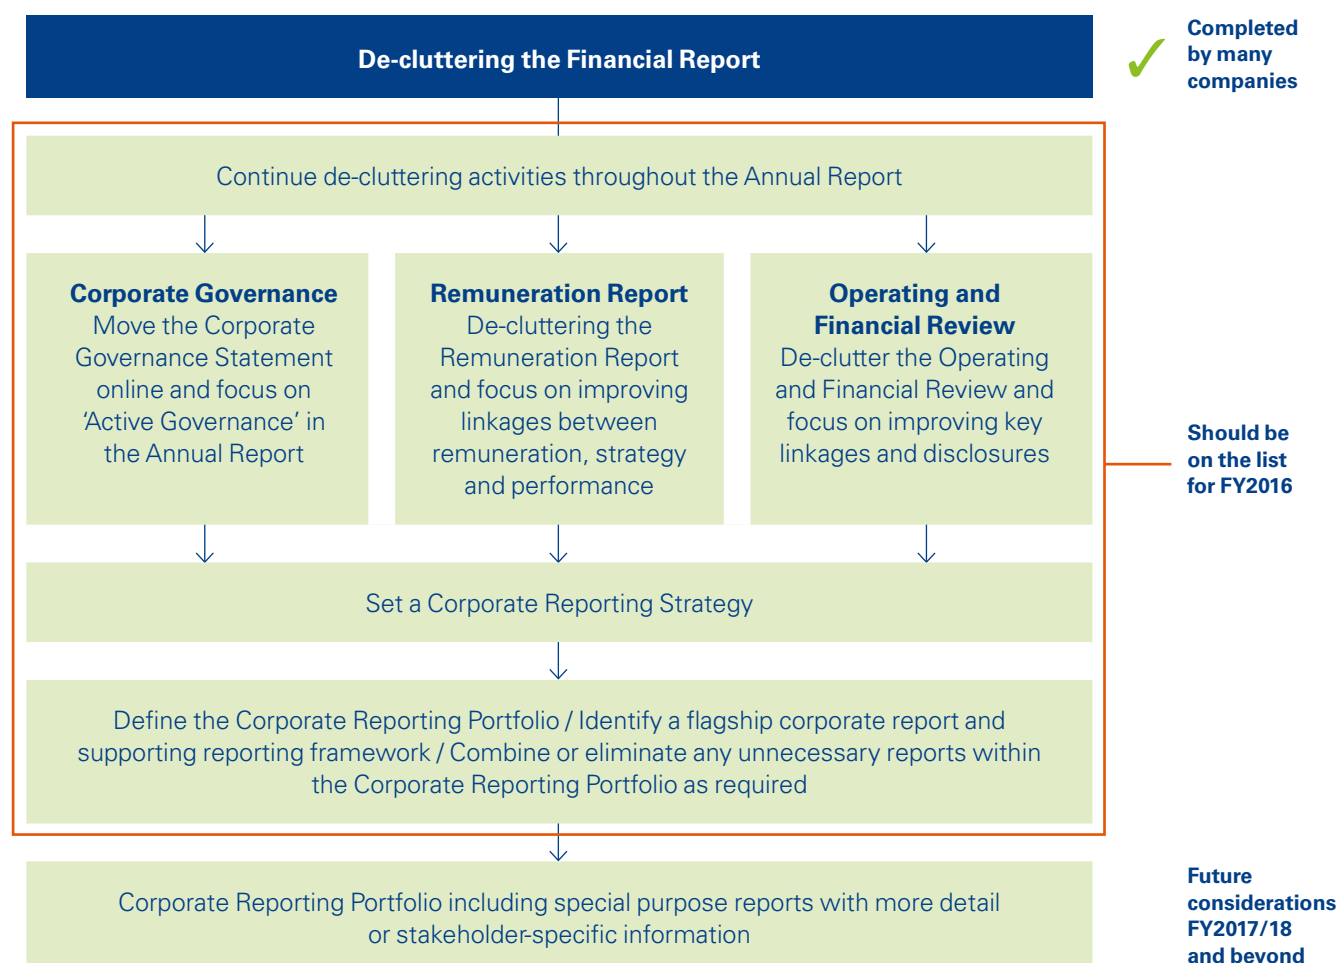 De-cluttering the Financial Report
Completed
by many
companies
Continue de-cluttering activities throughout the Annual Report
Corporate Governance
Move the Corporate
Governance Statement
online and focus on
‘Active Governance’ in
the Annual Report
Remuneration Report
De-cluttering the
Remuneration Report
and focus on improving
linkages between
remuneration, strategy
and performance
Operating and
Financial Review
De-clutter the Operating
and Financial Review and
focus on improving key
linkages and disclosures
Should be
on the list
for FY2016
Set a Corporate Reporting Strategy
Define the Corporate Reporting Portfolio / Identify a flagship corporate report and
supporting reporting framework / Combine or eliminate any unnecessary reports within
the Corporate Reporting Portfolio as required
Corporate Reporting Portfolio including special purpose reports with more detail
or stakeholder-specific information
Future
considerations
FY2017/18
and beyond